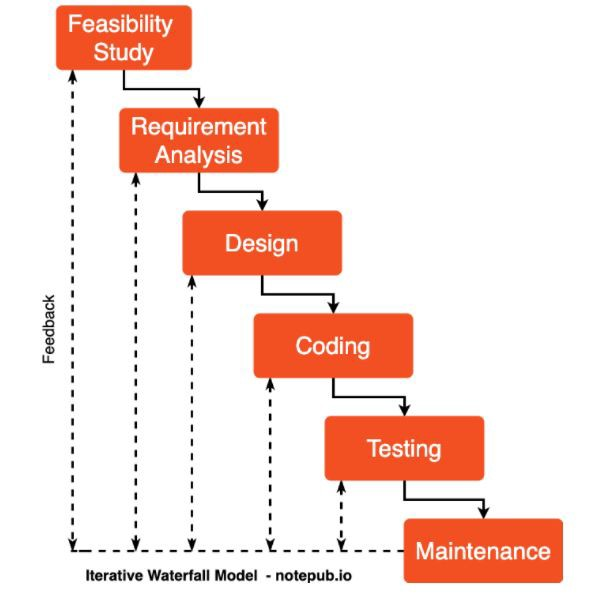 Feasibility
Study
Requirement
Analysis
Design
Feedback
Coding
Testing
Maintenance
Iterative Waterfall Model - notepub.io